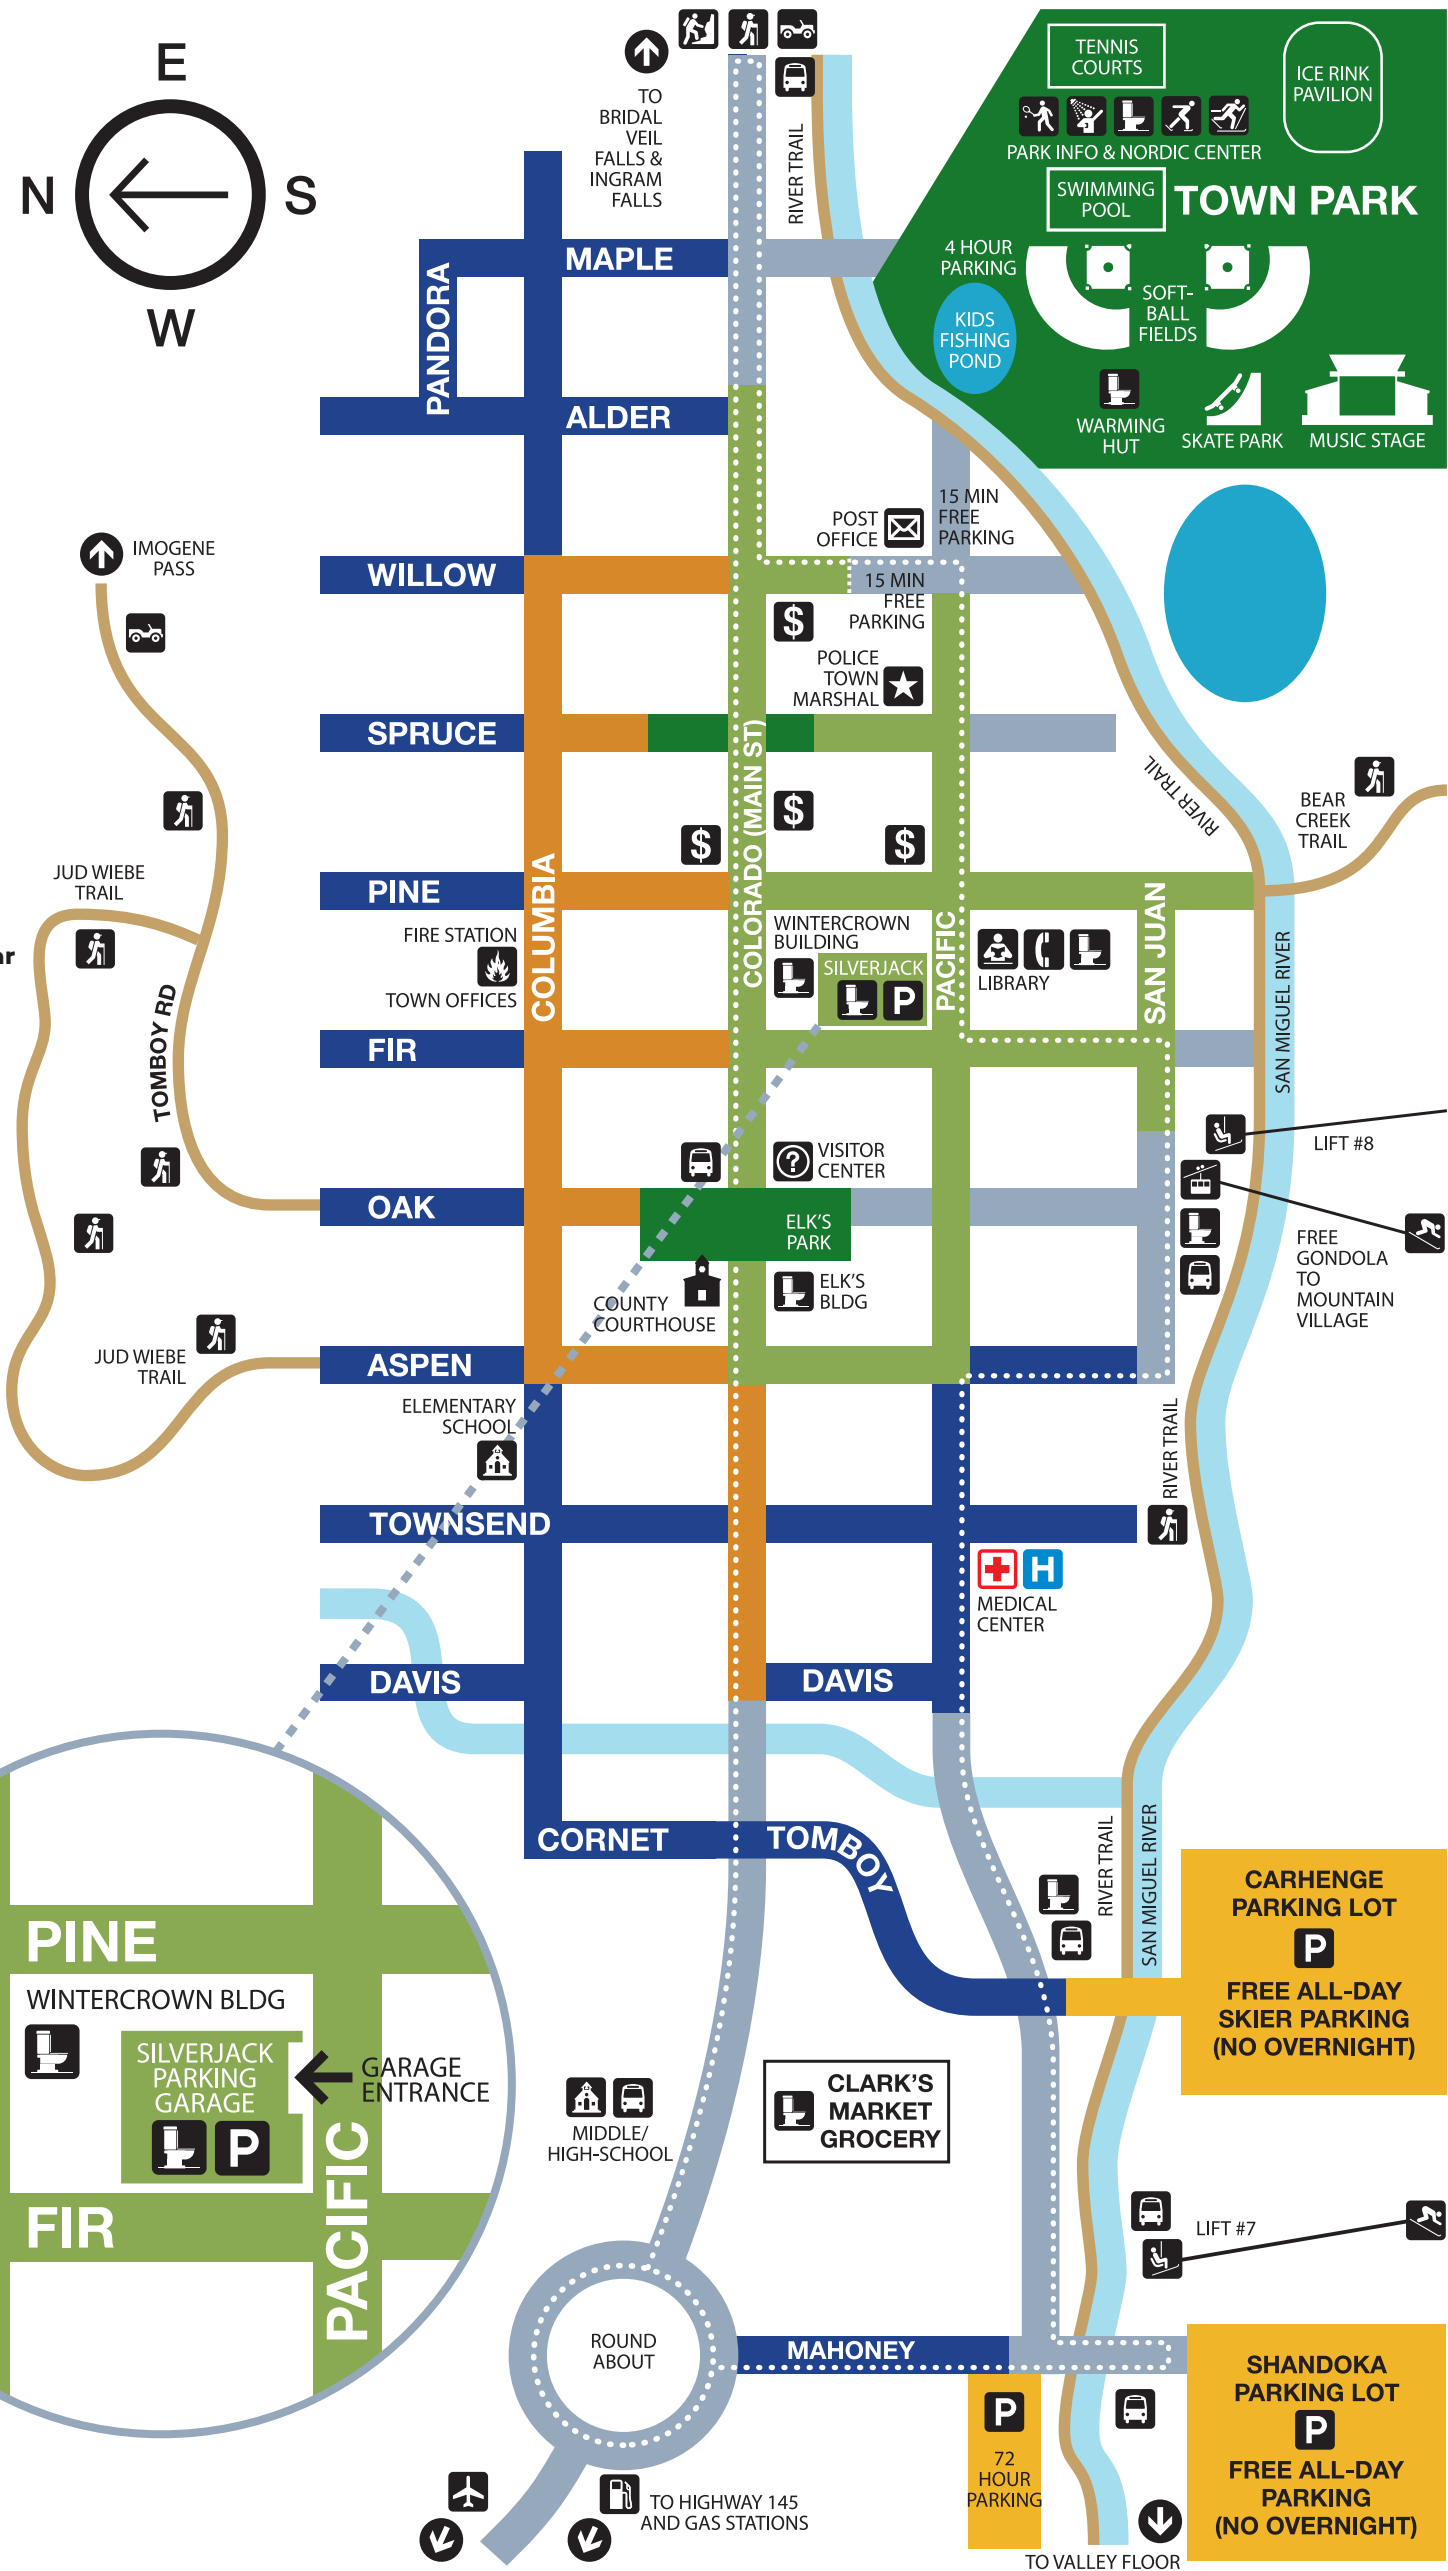 E
N
S
W
TO
BRIDAL
VEIL
FALLS &
INGRAM
FALLS
RIVER TRAIL
TENNIS
COURTS
ICE RINK
PAVILION
PARK INFO & NORDIC CENTER
SWIMMING
POOL
TOWN PARK
4 HOUR
PARKING
KIDS
FISHING
POND
SOFT-
BALL
FIELDS
WARMING
HUT
SKATE PARK
MUSIC STAGE
MAPLE
PANDORA
ALDER
POST
OFFICE
15 MIN
FREE
PARKING
IMOGENE
PASS
WILLOW
15 MIN
FREE
PARKING
$
POLICE
TOWN
MARSHAL
SPRUCE
COLORADO (MAIN ST)
RIVER TRAIL
$
$
$
BEAR
CREEK
TRAIL
JUD WIEBE
TRAIL
PINE
COLUMBIA
FIRE STATION
TOWN OFFICES
WINTERCROWN
BUILDING
SILVERJACK
P
PACIFIC
LIBRARY
SAN JUAN
SAN MIGUEL RIVER
ar
TOMBOY RD
FIR
LIFT #8
?
VISITOR
CENTER
OAK
ELK'S
PARK
FREE
GONDOLA
TO
MOUNTAIN
VILLAGE
COUNTY
COURTHOUSE
ELK'S
BLDG
JUD WIEBE
TRAIL
ASPEN
ELEMENTARY
SCHOOL
RIVER TRAIL
TOWNSEND
H
MEDICAL
CENTER
DAVIS
DAVIS
CORNET
TOMBOY
RIVER TRAIL
SAN MIGUEL RIVER
CARHENGE
PARKING LOT
P
FREE ALL-DAY
SKIER PARKING
(NO OVERNIGHT)
PINE
WINTERCROWN BLDG
SILVERJACK
PARKING
GARAGE
P
GARAGE
ENTRANCE
FIR
PACIFIC
CLARK'S
MARKET
GROCERY
MIDDLE/
HIGH-SCHOOL
LIFT #7
ROUND
ABOUT
MAHONEY
P
72
HOUR
PARKING
SHANDOKA
PARKING LOT
P
FREE ALL-DAY
PARKING
(NO OVERNIGHT)
TO HIGHWAY 145
AND GAS STATIONS
TO VALLEY FLOOR